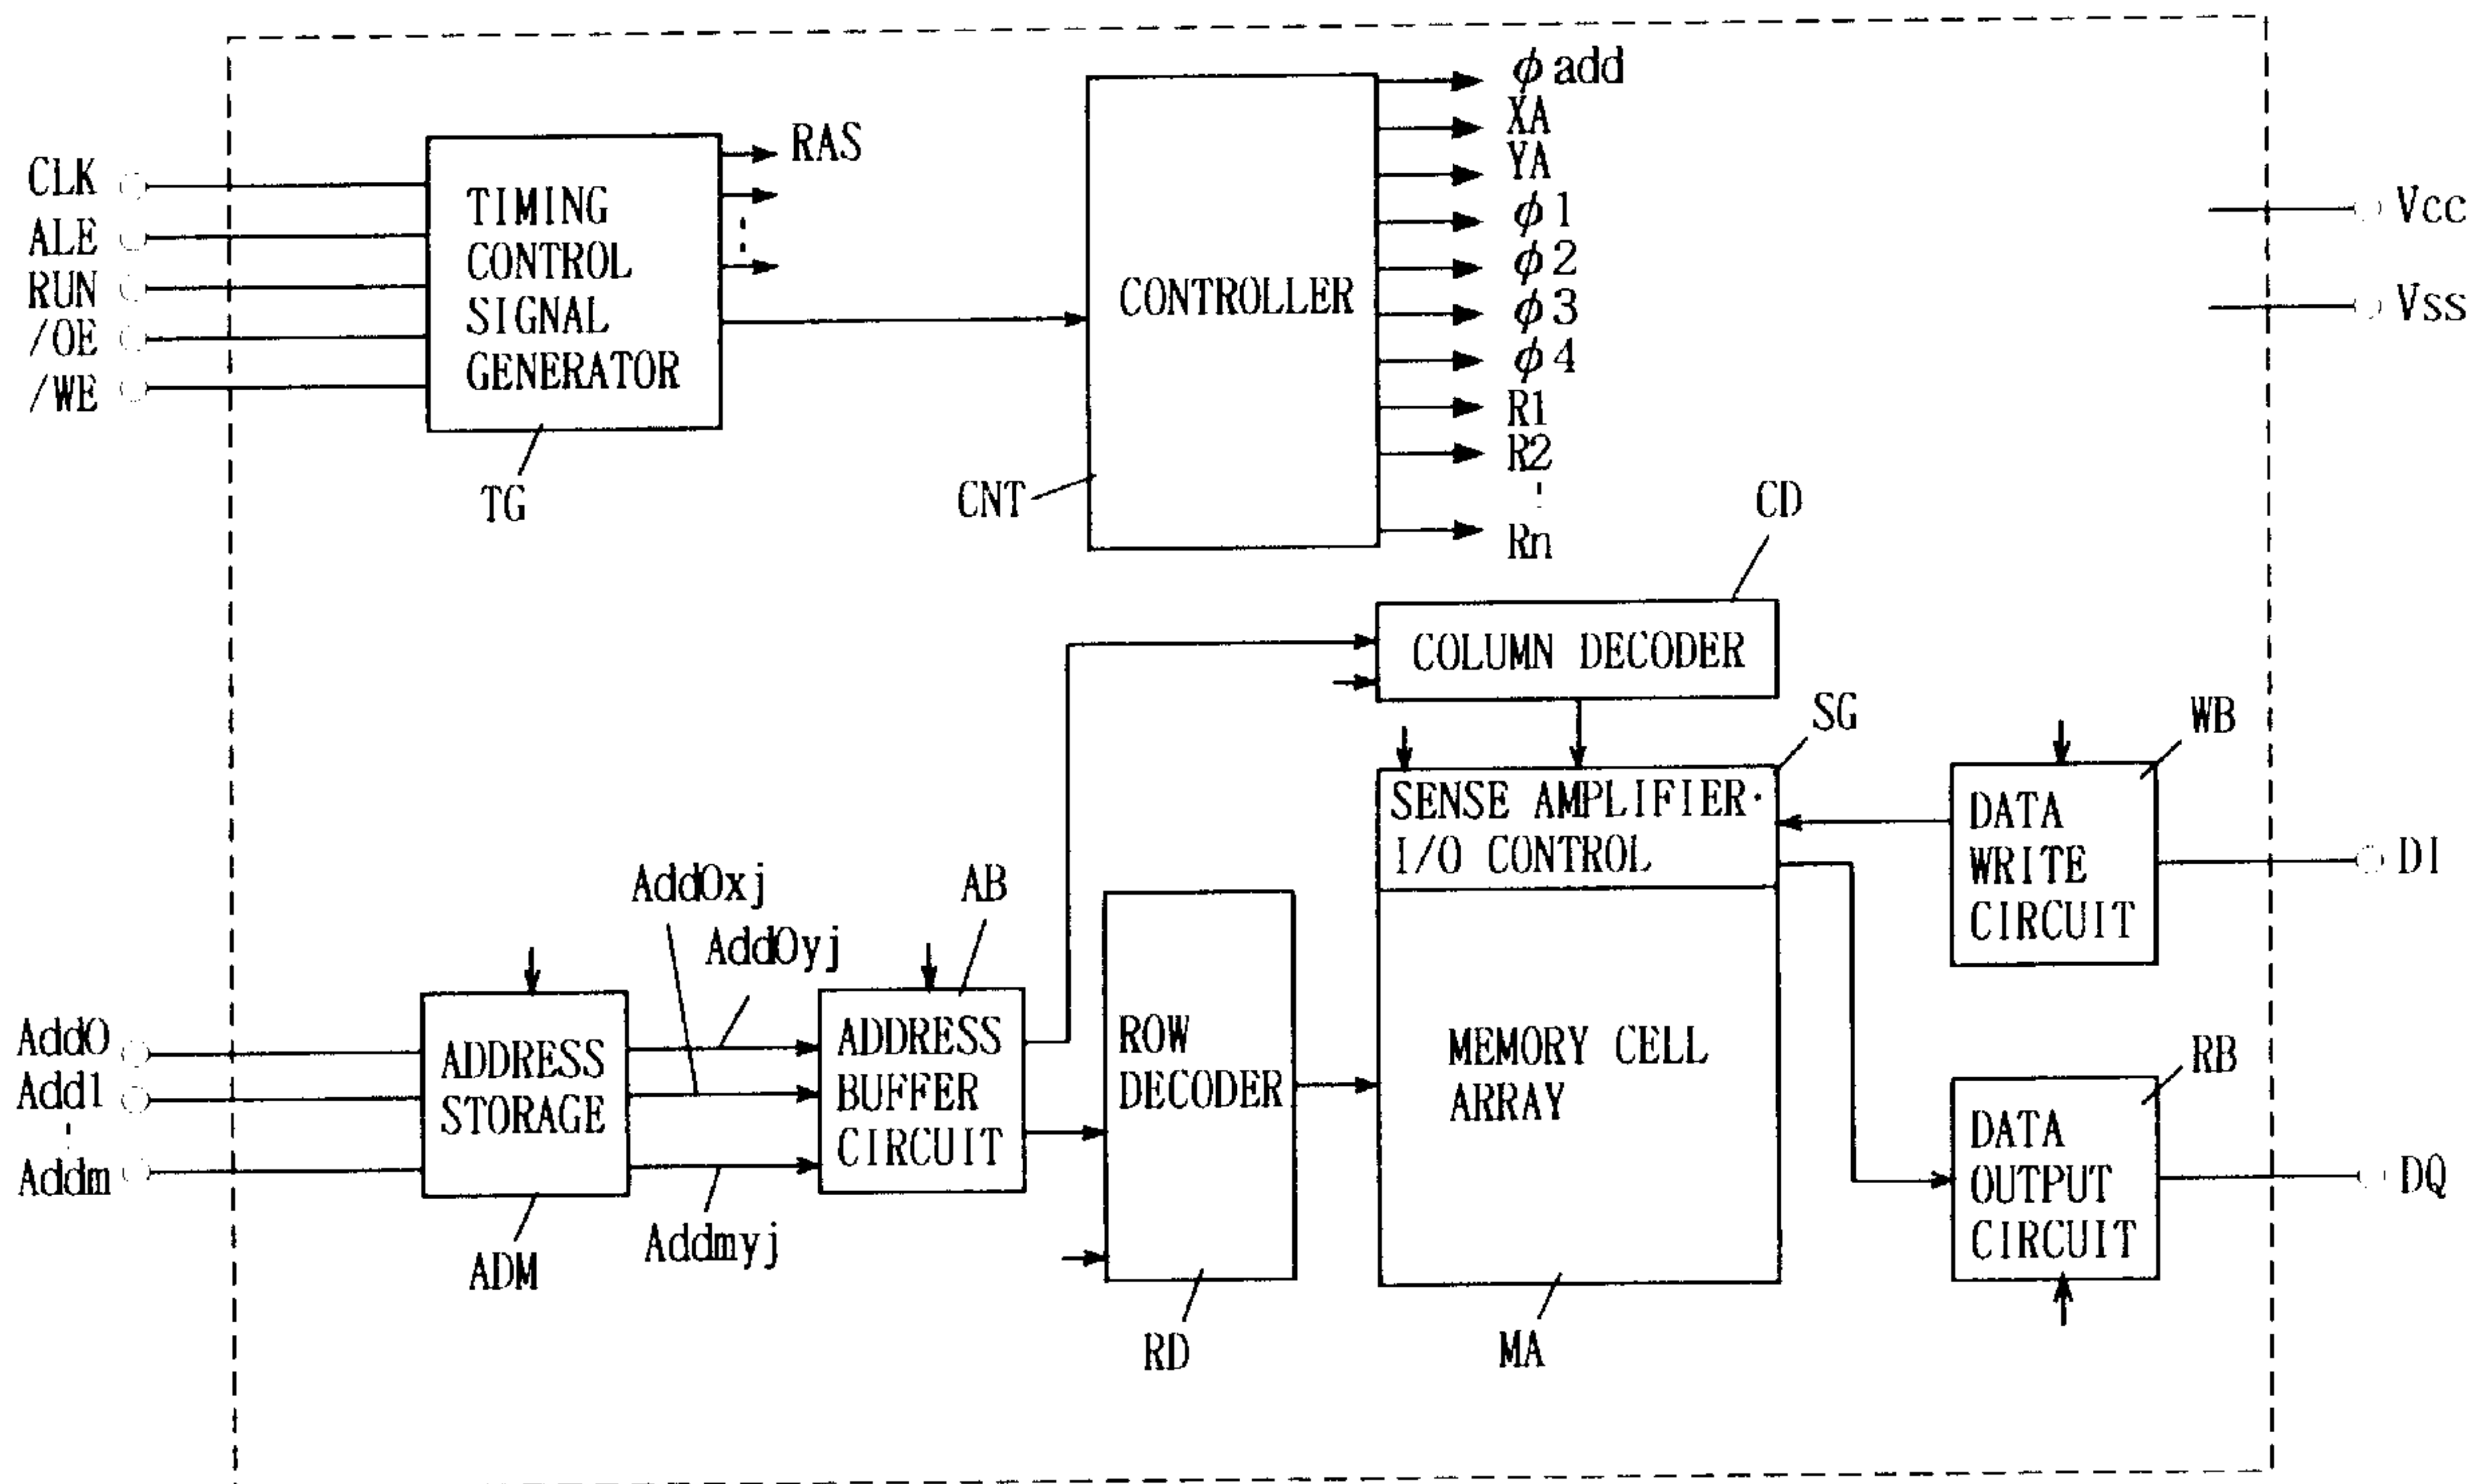 CLK
ALE
RUN
/OE
/WE
TIMING
CONTROL
SIGNAL
GENERATOR
TG
RAS
CONTROLLER
CNT
φadd
XA
YA
φ1
φ2
φ3
φ4
R1
R2
Rn
Vcc
Vss
CD
COLUMN DECODER
SG
SENSE AMPLIFIER·
I/O CONTROL
WB
DATA
WRITE
CIRCUIT
DI
Add0
Add1
Addm
ADDRESS
STORAGE
ADM
Add0xj
Add0yj
Addmyj
AB
ADDRESS
BUFFER
CIRCUIT
ROW
DECODER
RD
MEMORY CELL
ARRAY
MA
RB
DATA
OUTPUT
CIRCUIT
DQ